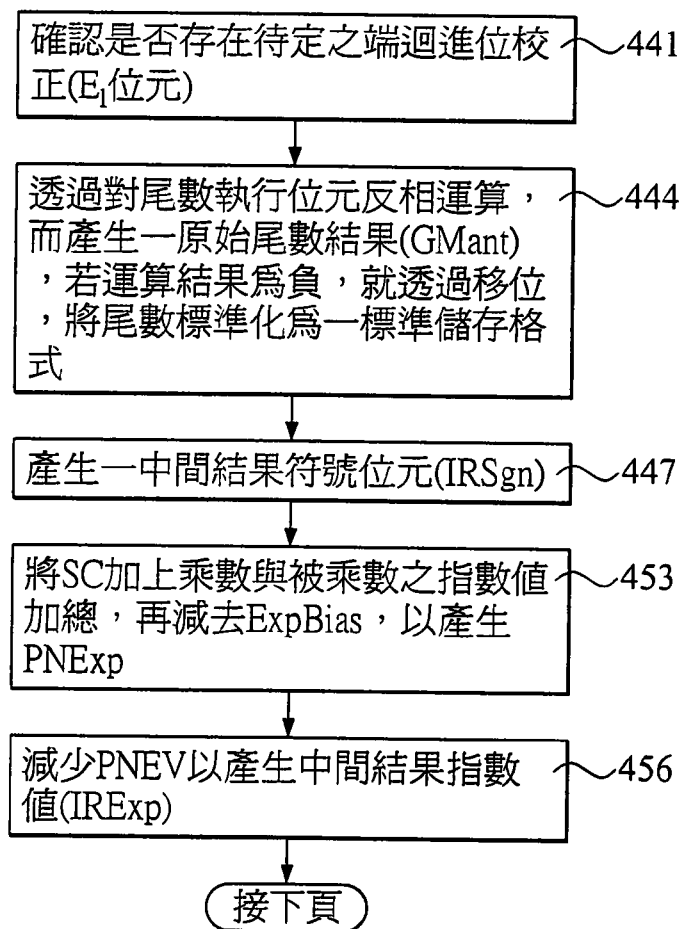 確認是否存在待定之端迴進位校 441
正(E₁位元)
透過對尾數執行位元反相運算， 444
而產生一原始尾數結果(GMant)
，若運算結果為負，就透過移位
，將尾數標準化為一標準儲存格
式
產生一中間結果符號位元(IRSgn) 447
將SC加上乘數與被乘數之指數值 453
加總，再減去ExpBias，以產生
PNExp
減少PNEV以產生中間結果指數 456
值(IRExp)
接下頁